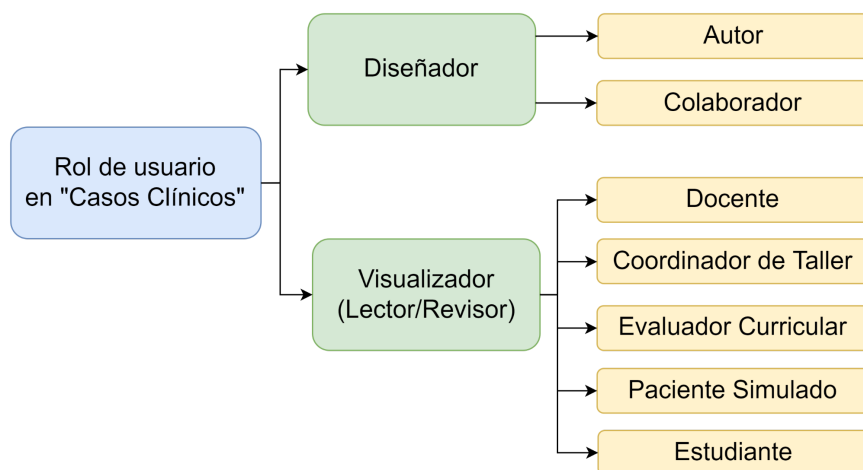 Rol de usuario
en "Casos Clínicos"
Diseñador
Autor
Colaborador
Visualizador
(Lector/Revisor)
Docente
Coordinador de Taller
Evaluador Curricular
Paciente Simulado
Estudiante